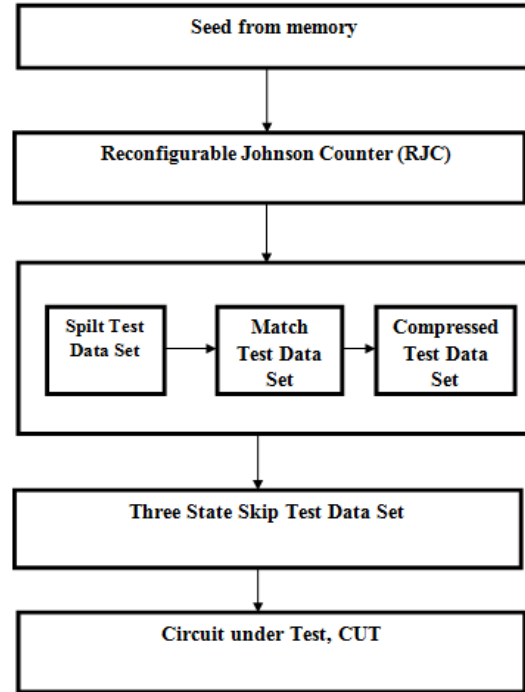 Seed from memory
Reconfigurable Johnson Counter (RJC)
Spilt Test
Data Set
Match
Test Data
Set
Compressed
Test Data
Set
Three State Skip Test Data Set
Circuit under Test, CUT